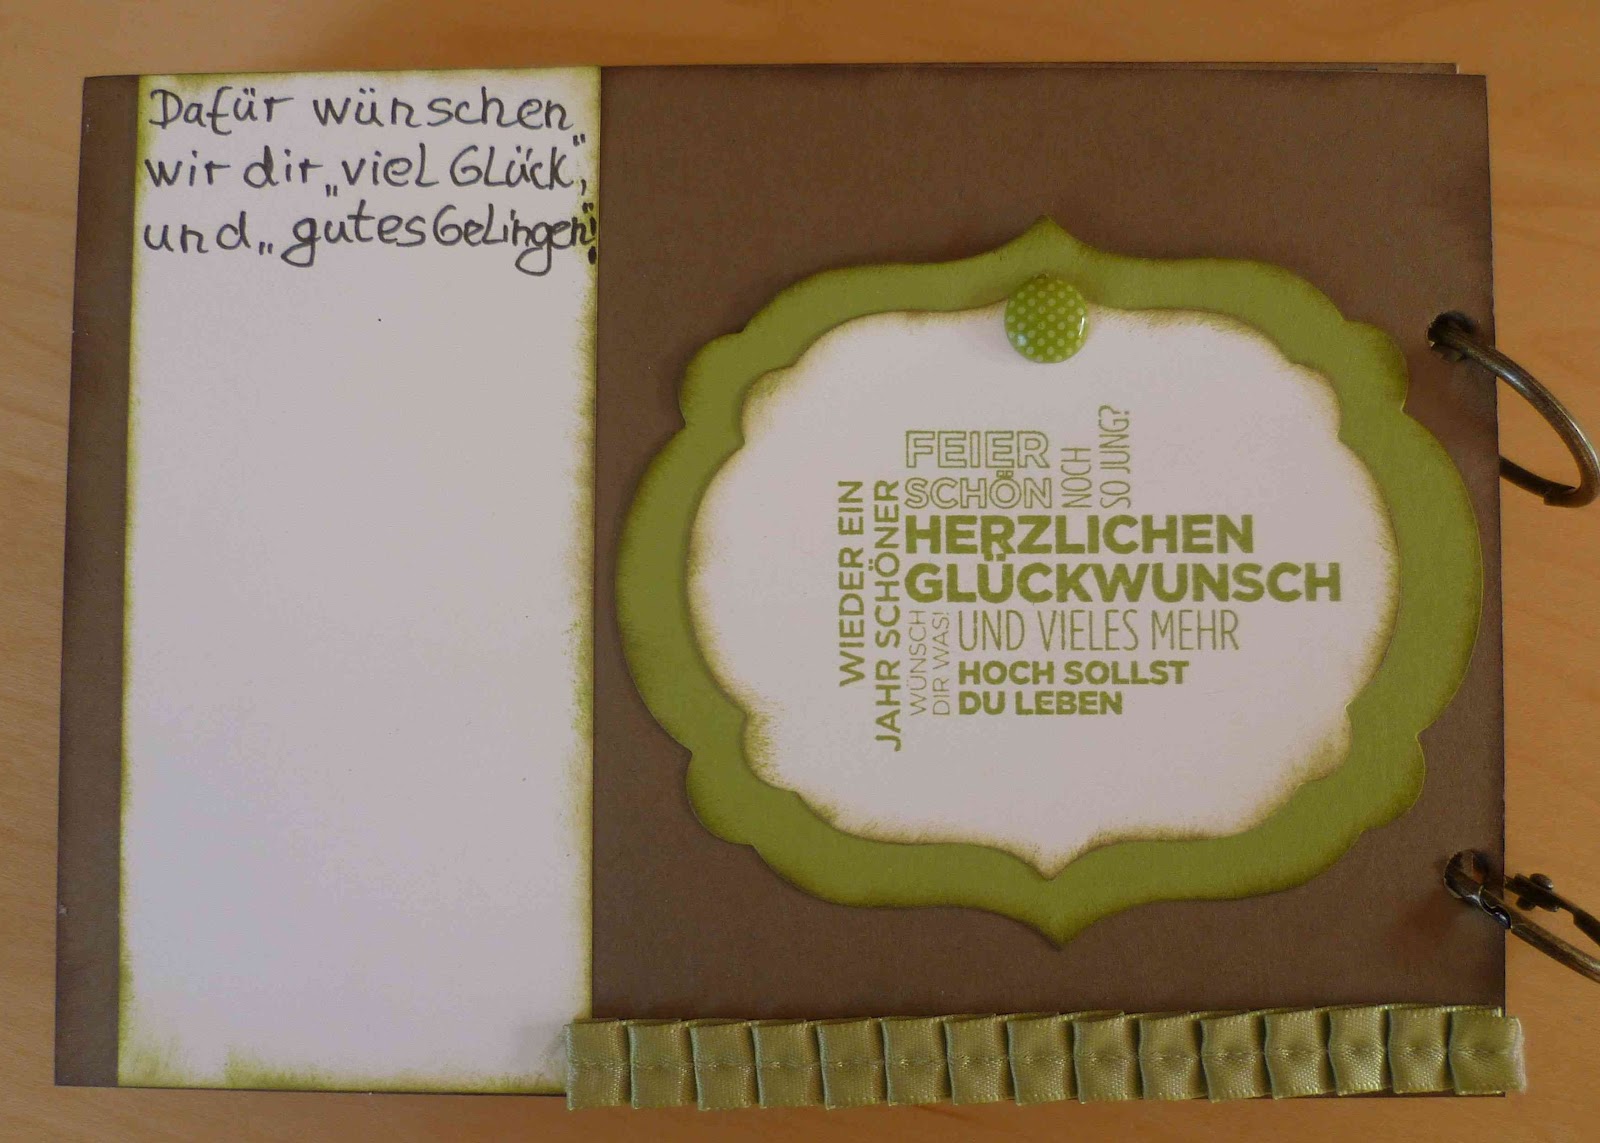 Dafür wünschen
wir dir „viel Glück",
und „gutes Gelingen"!
FEIER
SCHÖN
NOCH
SO JUNG?
WIEDER EIN
JAHR SCHÖNER
HERZLICHEN
GLÜCKWUNSCH
WÜNSCH
DIR WAS!
UND VIELES MEHR
HOCH SOLLST
DU LEBEN